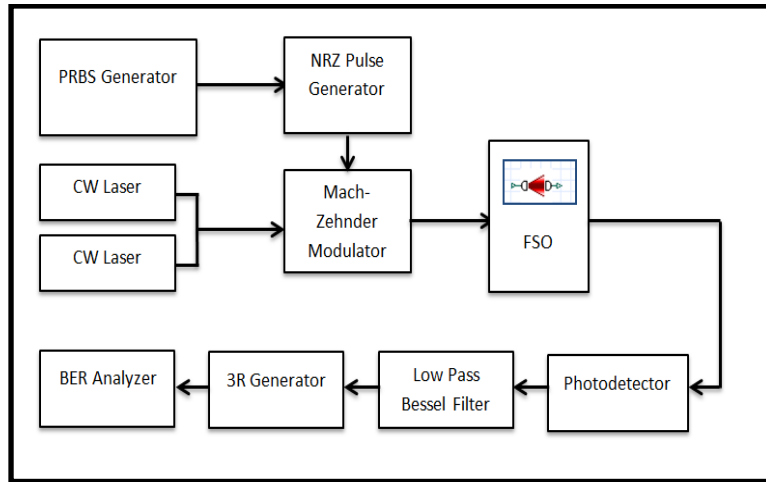 PRBS Generator
NRZ Pulse
Generator
CW Laser
CW Laser
Mach-
Zehnder
Modulator
FSO
BER Analyzer
3R Generator
Low Pass
Bessel Filter
Photodetector